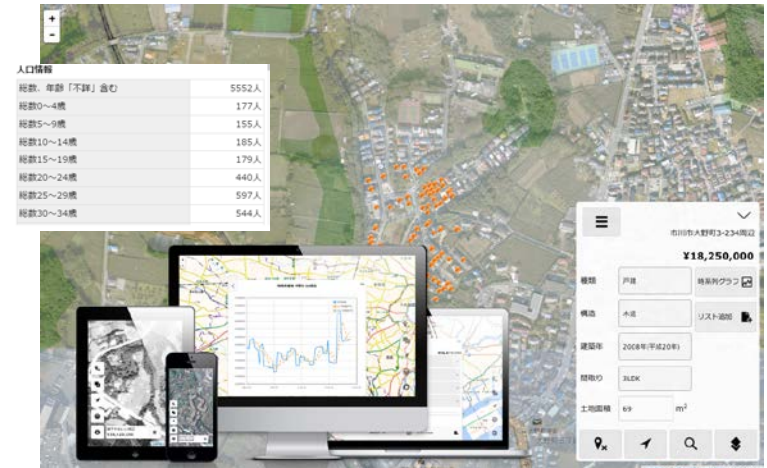 +
-
人口情報
総数、年齢「不詳」含む 5552人
総数0～4歳 177人
総数5～9歳 155人
総数10～14歳 185人
総数15～19歳 179人
総数20～24歳 440人
総数25～29歳 597人
総数30～34歳 544人
市川市大野町3-234周辺
¥18,250,000
種類 戸建 時系列グラフ
構造 木造 リスト追加
建築年 2008年(平成20年)
間取り 3LDK
土地面積 69 m²